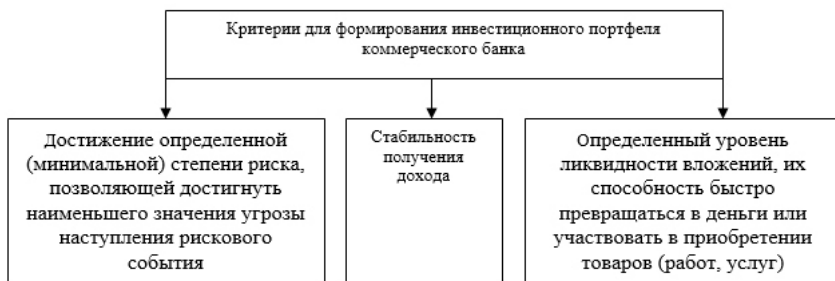 Критерии для формирования инвестиционного портфеля
коммерческого банка
Достижение определенной
(минимальной) степени риска,
позволяющей достигнуть
наименьшего значения угрозы
наступления рискового
события
Стабильность
получения
дохода
Определенный уровень
ликвидности вложений, их
способность быстро
превращаться в деньги или
участвовать в приобретении
товаров (работ, услуг)